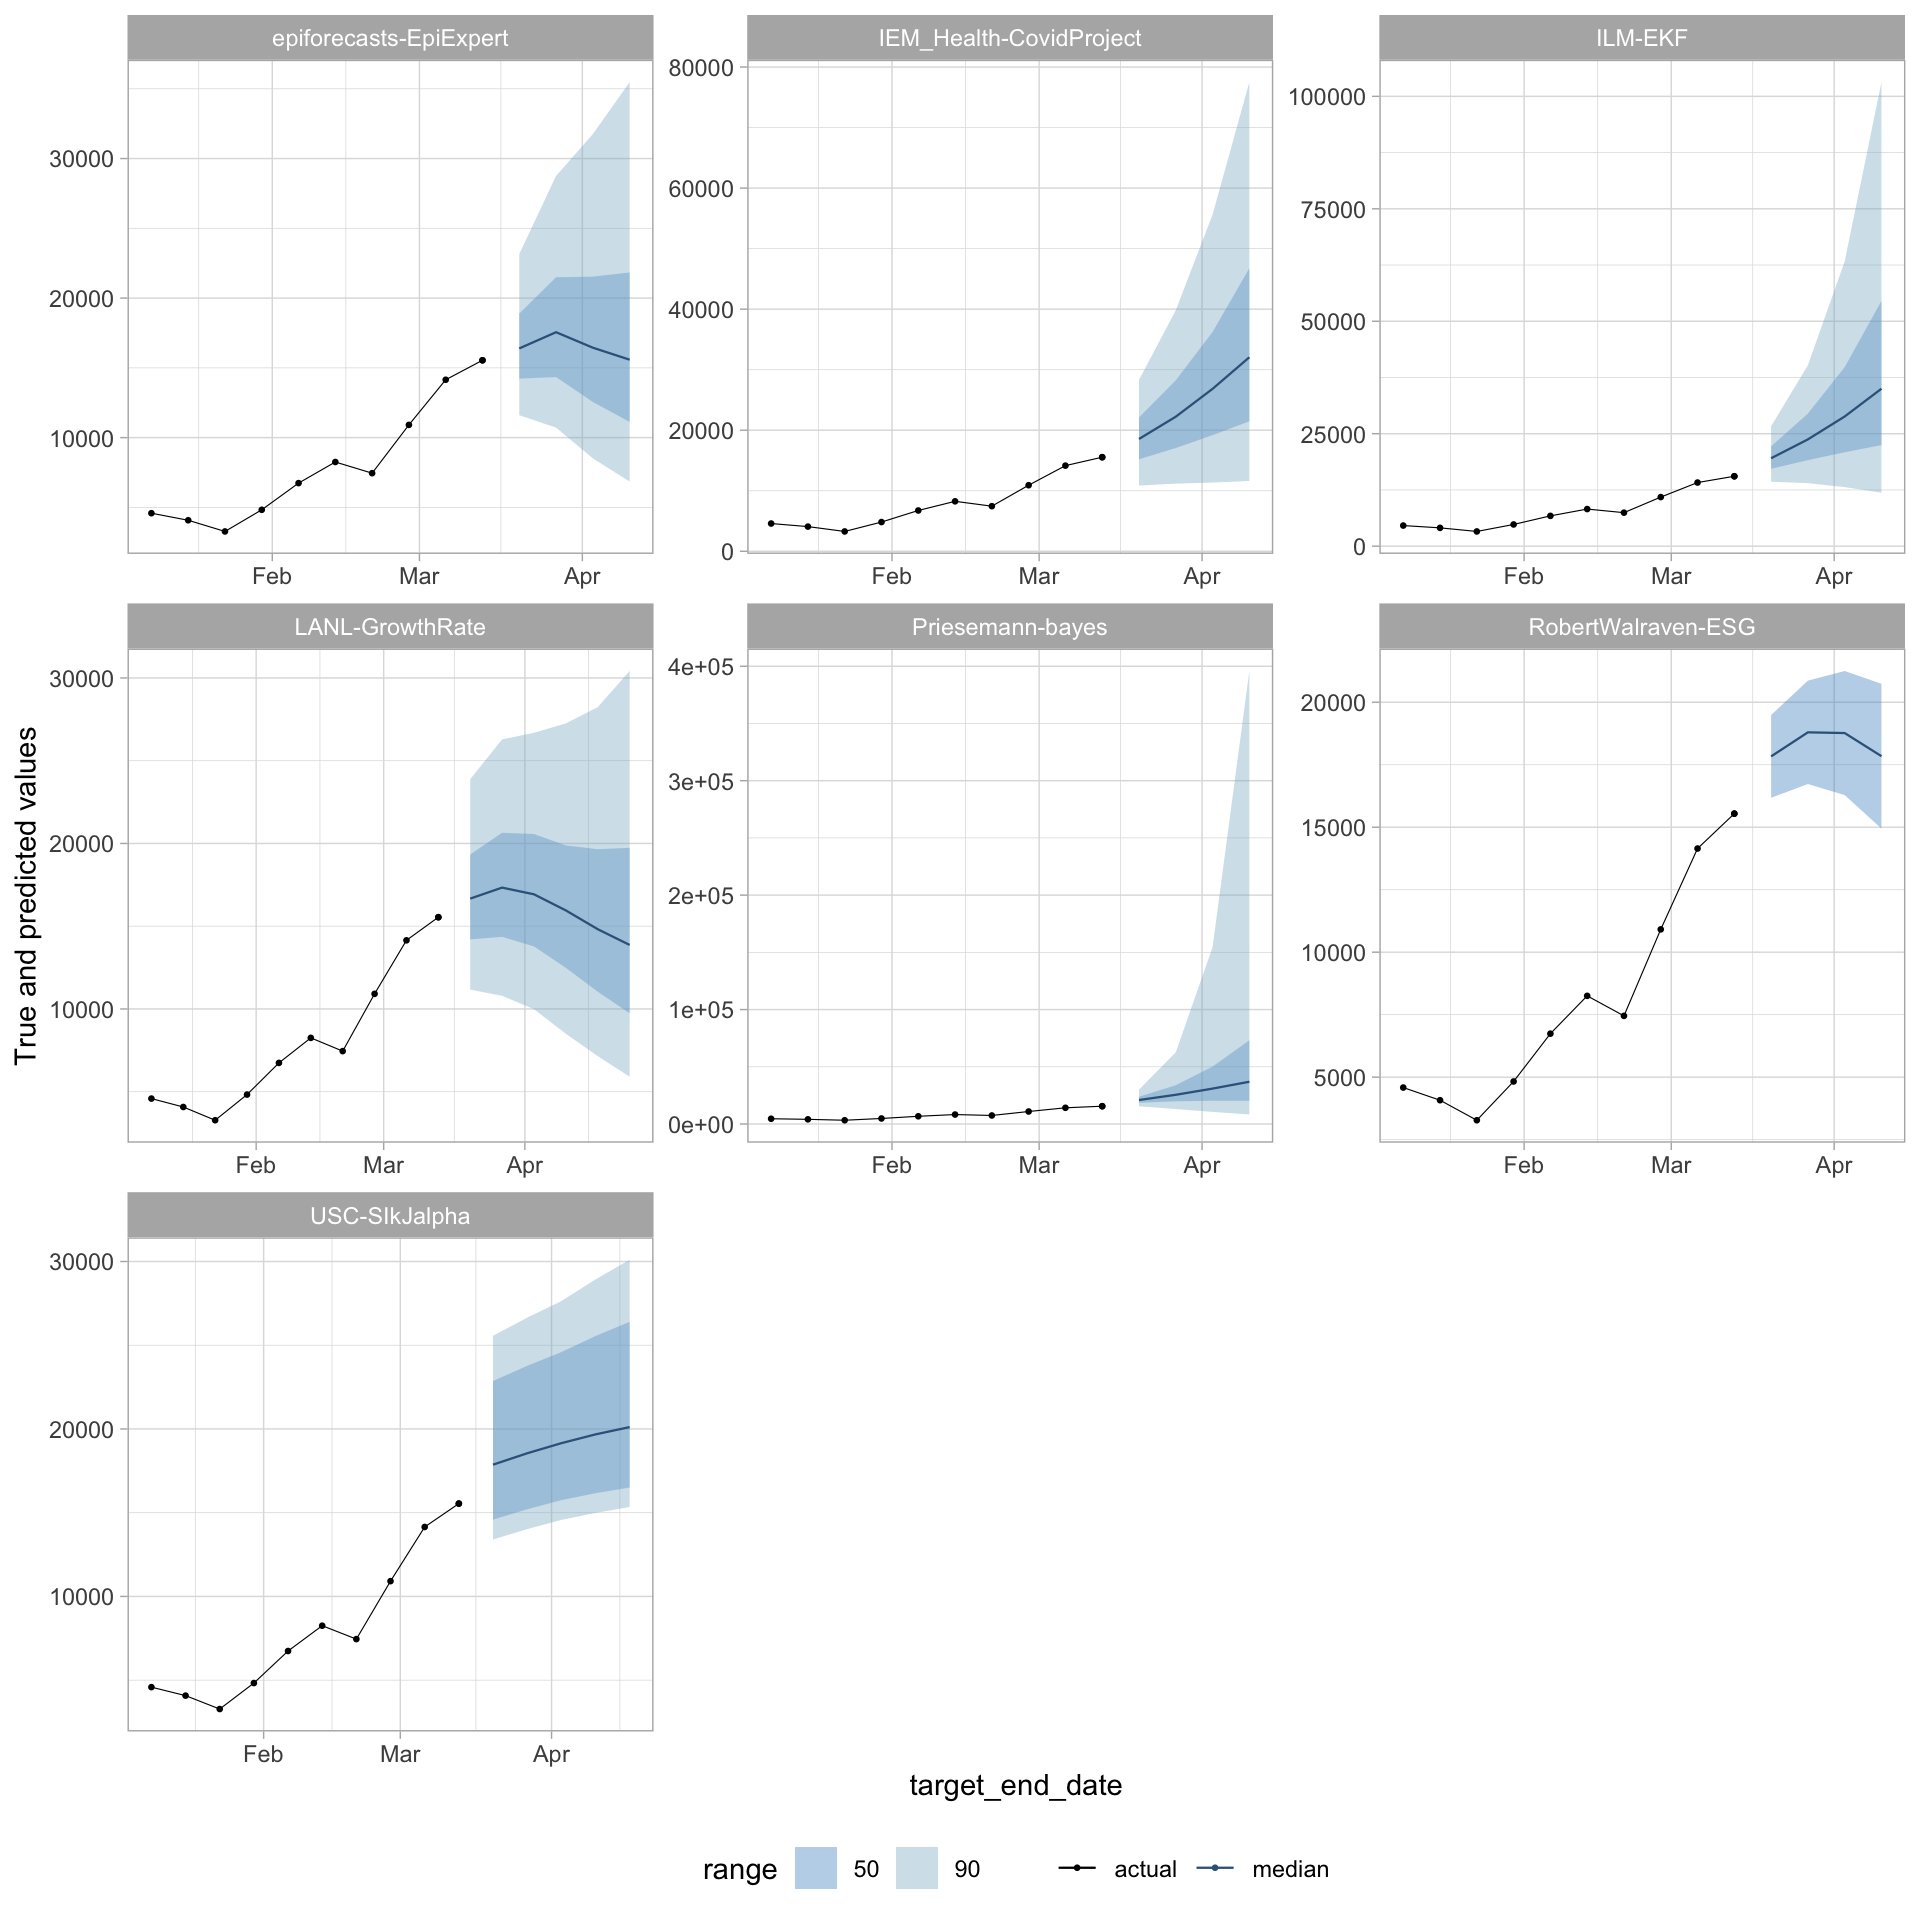 epiforecasts-EpiExpert
30000
20000
10000
Feb Mar Apr
IEM_Health-CovidProject
80000
60000
40000
20000
0
Feb Mar Apr
ILM-EKF
100000
75000
50000
25000
0
Feb Mar Apr
LANL-GrowthRate
30000
20000
10000
Feb Mar Apr
Priesemann-bayes
4e+05
3e+05
2e+05
1e+05
0e+00
Feb Mar Apr
RobertWalraven-ESG
20000
15000
10000
5000
Feb Mar Apr
USC-SIkJalpha
30000
20000
10000
Feb Mar Apr
True and predicted values
target_end_date
range 50 90 actual median